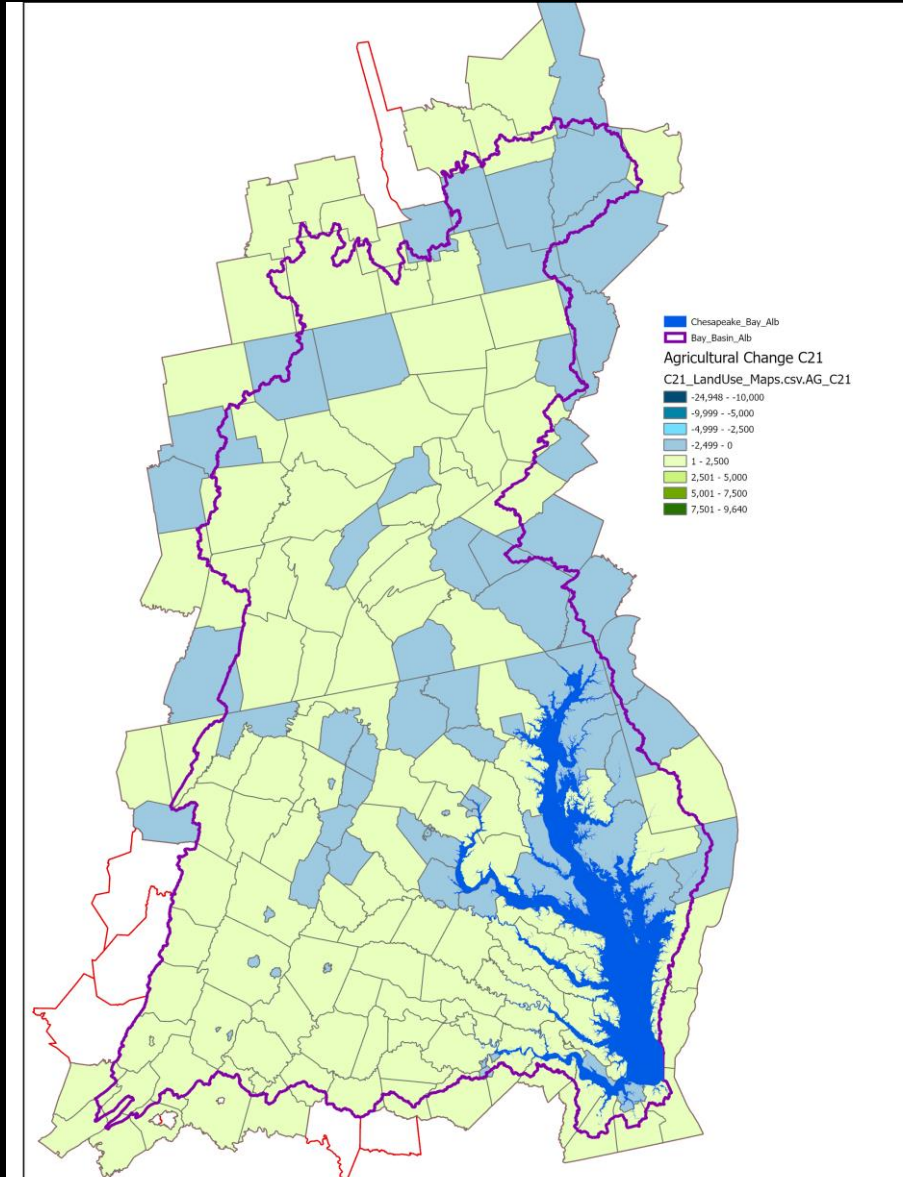 Chesapeake_Bay_Alb
Bay_Basin_Alb
Agricultural Change C21
C21_LandUse_Maps.csv.AG_C21
-24,948 - -10,000
-9,999 - -5,000
-4,999 - -2,500
-2,499 - 0
1 - 2,500
2,501 - 5,000
5,001 - 7,500
7,501 - 9,640